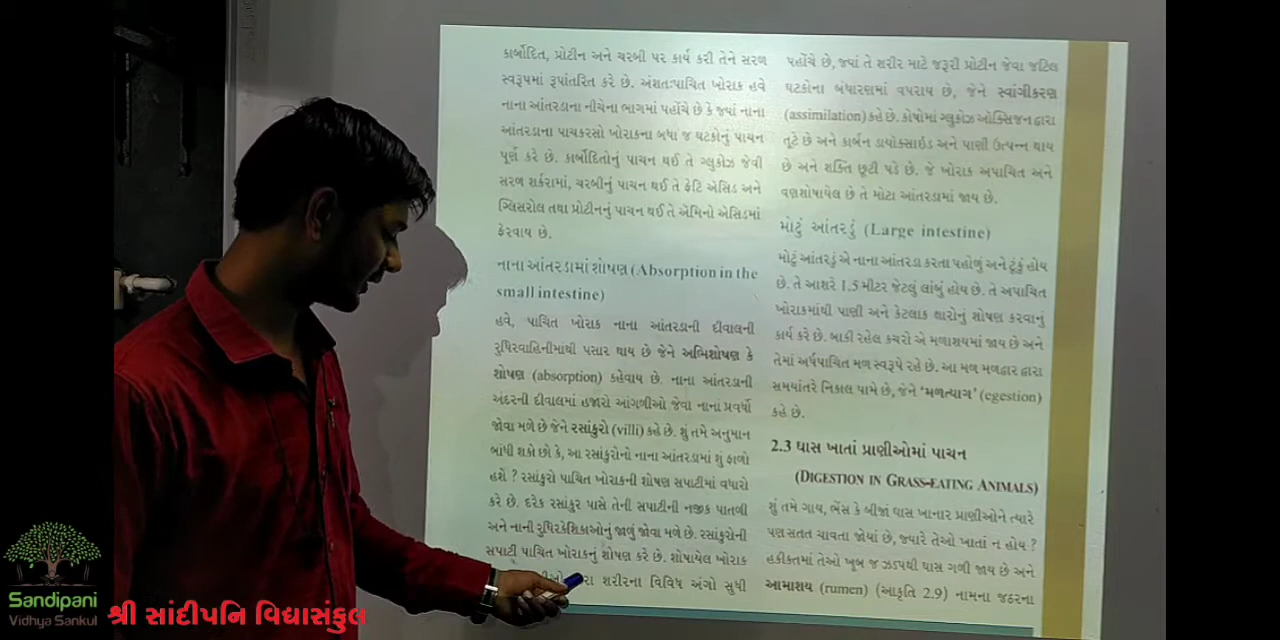 કાર્બોદિત, પ્રોટીન અને ચરબી પર કાર્ય કરી તેને સરળ
સ્વરૂપમાં રૂપાંતરિત કરે છે. અંશતઃપાચિત ખોરાક હવે
નાના આંતરડાના નીચેના ભાગમાં પહોંચે છે કે જ્યાં નાના
આંતરડાના પાચકરસો ખોરાકના બધા જ ઘટકોનું પાચન
પૂર્ણ કરે છે. કાર્બોદિતોનું પાચન થઈ તે ગ્લુકોઝ જેવી
સરળ શર્કરામાં, ચરબીનું પાચન થઈ તે ફેટિ એસિડ અને
ગ્લિસરોલ તથા પ્રોટીનનું પાચન થઈ તે એમિનો એસિડમાં
ફેરવાય છે.
નાના આંતરડામાં શોષણ (Absorption in the
small intestine)
હવે, પાચિત ખોરાક નાના આંતરડાની દીવાલની
રુધિરવાહિનીમાંથી પસાર થાય છે જેને અભિશોષણ કે
શોષણ (absorption) કહેવાય છે. નાના આંતરડાની
અંદરની દીવાલમાં હજારો આંગળીઓ જેવા નાનાં પ્રવર્ધો
જોવા મળે છે જેને રસાંકુરો (villi) કહે છે. શું તમે અનુમાન
બાંધી શકો છો કે, આ રસાંકુરોનો નાના આંતરડામાં શું ફાળો
હશે ? રસાંકુરો પાચિત ખોરાકની શોષણ સપાટીમાં વધારો
કરે છે. દરેક રસાંકુર પાસે તેની સપાટીની નજીક પાતળી
અને નાની રુધિરકેશિકાઓનું જાળું જોવા મળે છે. રસાંકુરોની
સપાટી પાચિત ખોરાકનું શોષણ કરે છે. શોષાયેલ ખોરાક
શરીરના વિવિધ અંગો સુધી
પહોંચે છે, જ્યાં તે શરીર માટે જરૂરી પ્રોટીન જેવા જટિલ
ઘટકોના બંધારણમાં વપરાય છે, જેને સ્વાંગીકરણ
(assimilation) કહે છે. કોષોમાં ગ્લુકોઝ ઑક્સિજન દ્વારા
તૂટે છે અને કાર્બન ડાયોક્સાઈડ અને પાણી ઉત્પન્ન થાય
છે અને શક્તિ છૂટી પડે છે. જે ખોરાક અપાચિત અને
વણશોષાયેલ છે તે મોટા આંતરડામાં જાય છે.
મોટું આંતરડું (Large intestine)
મોટું આંતરડું એ નાના આંતરડા કરતા પહોળું અને ટૂંકું હોય
છે. તે આશરે 1.5 મીટર જેટલું લાંબું હોય છે. તે અપાચિત
ખોરાકમાંથી પાણી અને કેટલાક ક્ષારોનું શોષણ કરવાનું
કાર્ય કરે છે. બાકી રહેલ કચરો એ મળાશયમાં જાય છે અને
તેમાં અર્ધપાચિત મળ સ્વરૂપે રહે છે. આ મળ મળદ્વાર દ્વારા
સમયાંતરે નિકાલ પામે છે, જેને ‘મળત્યાગ’ (egestion)
કહે છે.
2.3 ઘાસ ખાતાં પ્રાણીઓમાં પાચન
(DIGESTION IN GRASS-EATING ANIMALS)
શું તમે ગાય, ભેંસ કે બીજાં ઘાસ ખાનાર પ્રાણીઓને ત્યારે
પણ સતત ચાવતા જોયાં છે, જ્યારે તેઓ ખાતાં ન હોય ?
હકીકતમાં તેઓ ખૂબ જ ઝડપથી ઘાસ ગળી જાય છે અને
આમાશય (rumen) (આકૃતિ 2.9) નામના જઠરના
Sandipani
Vidhya Sankul
શ્રી સાંદીપનિ વિદ્યાસંકુલ